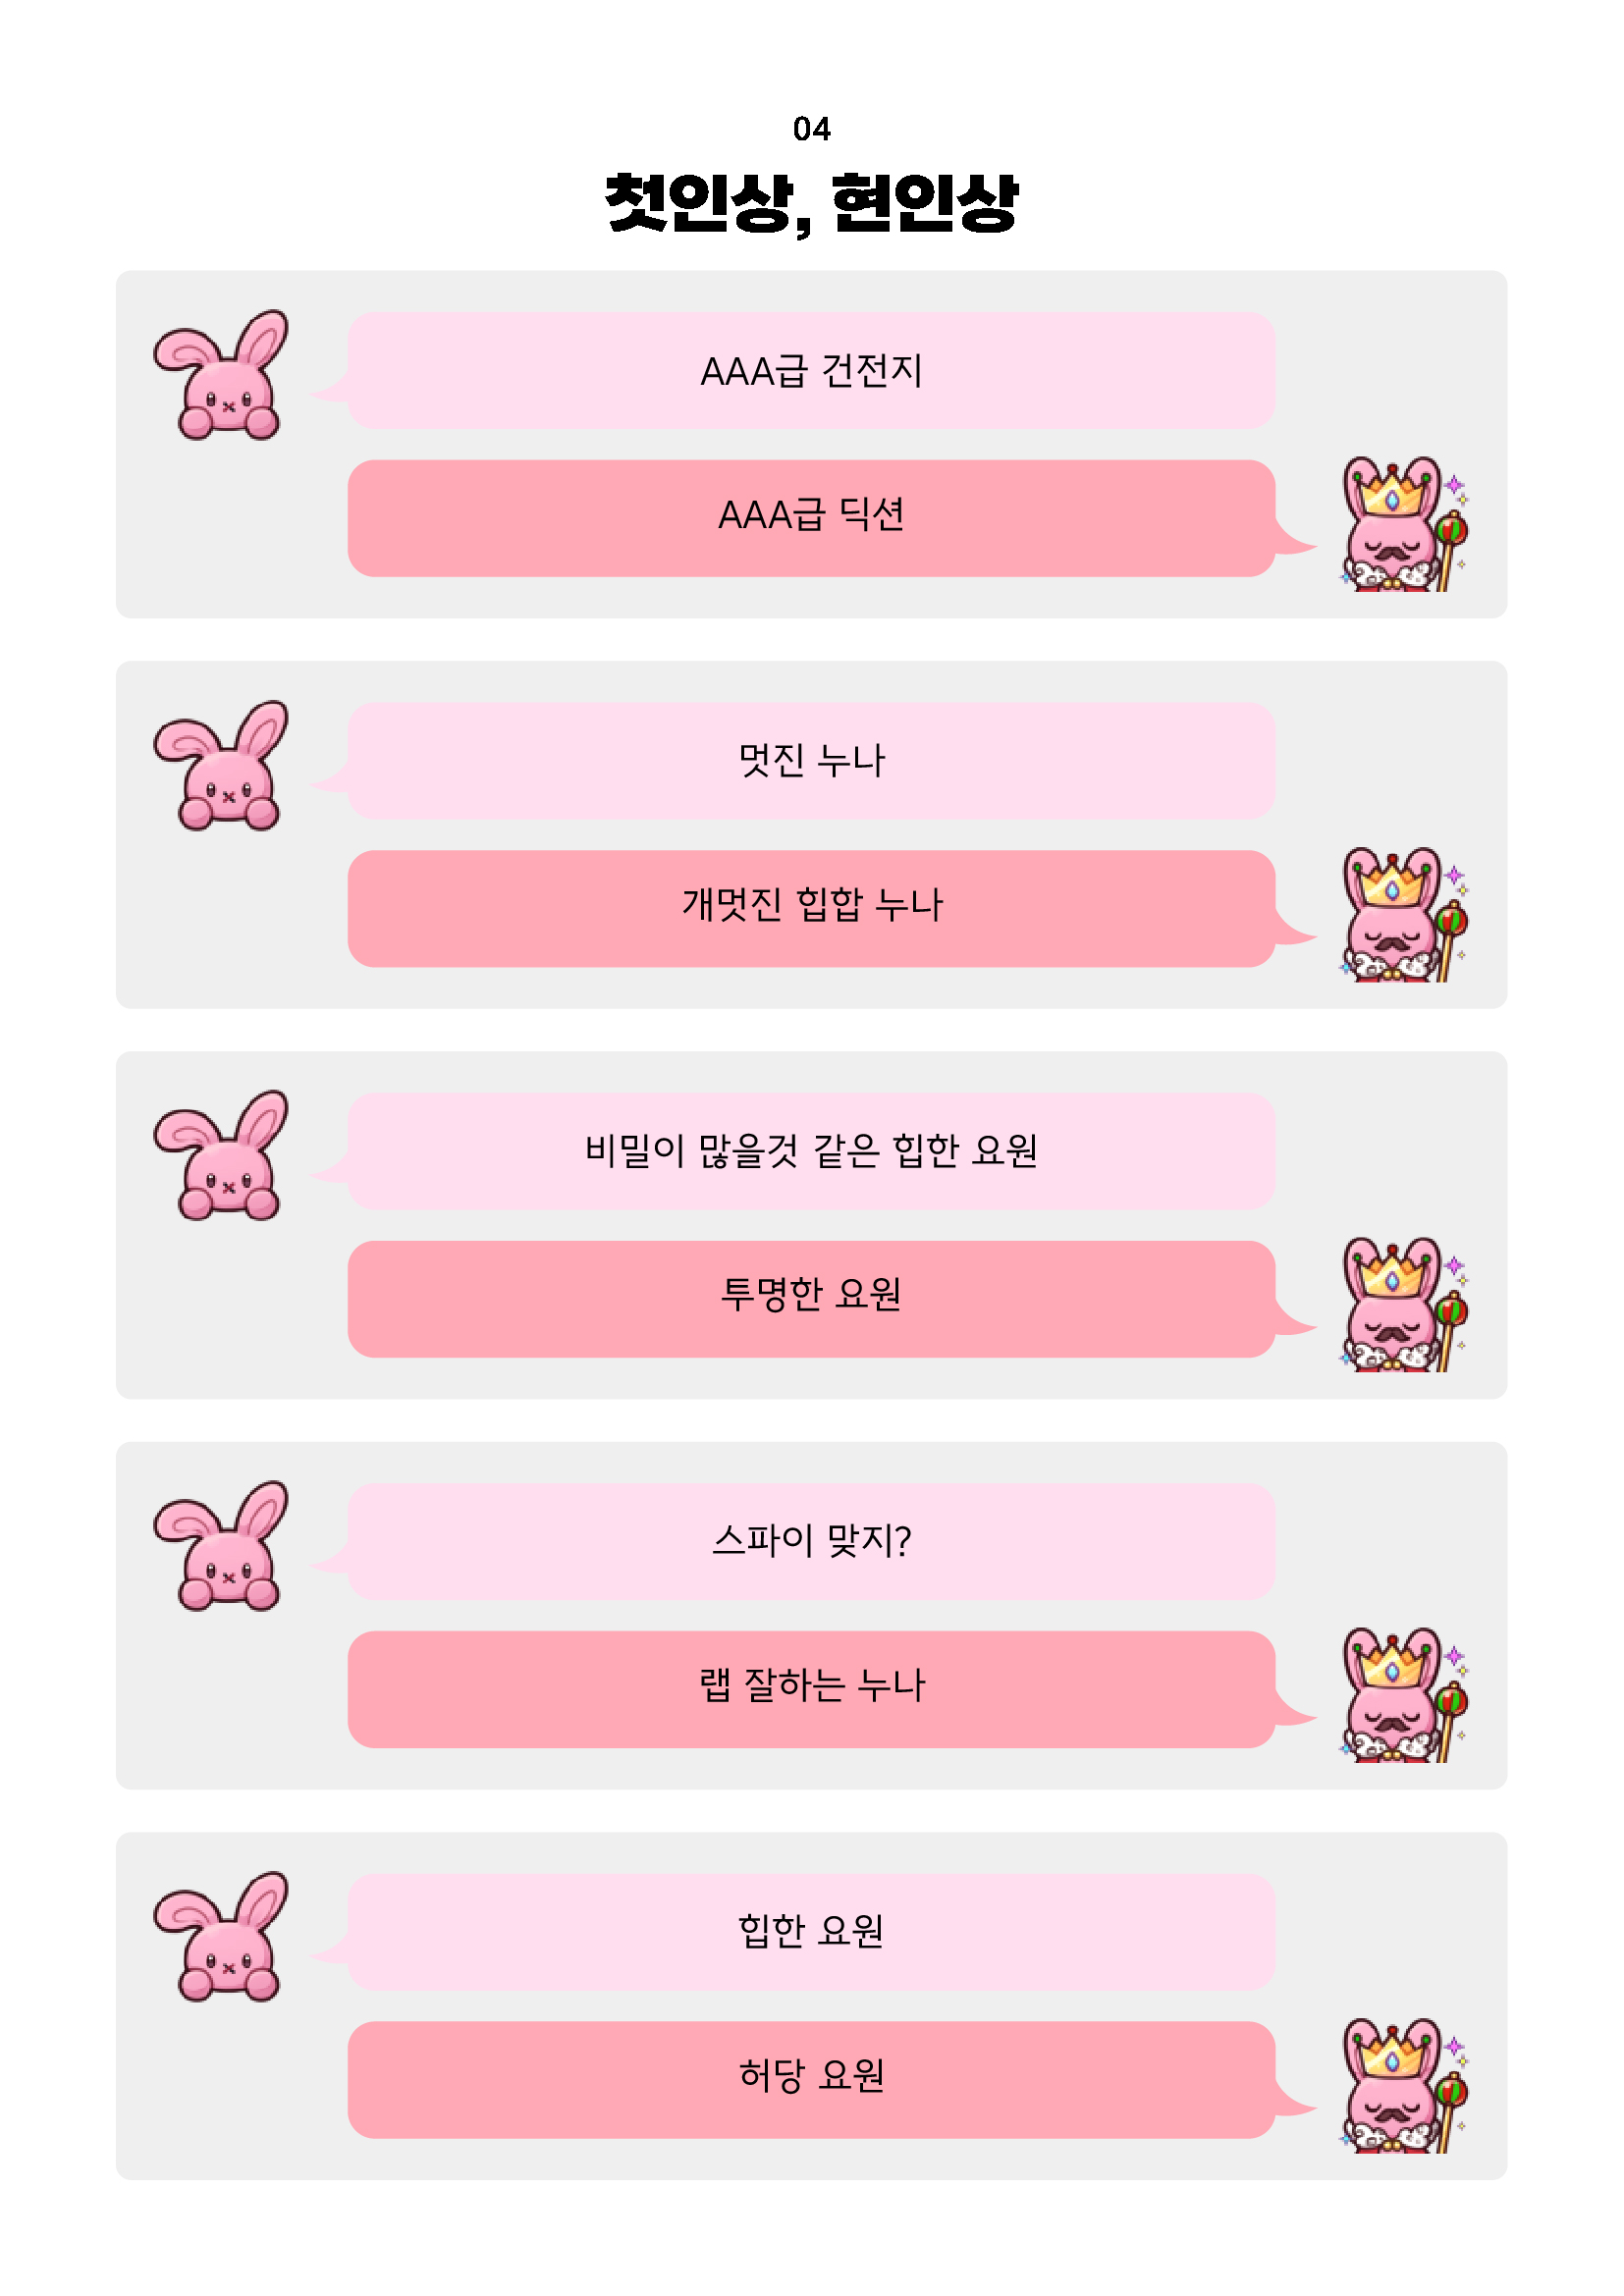 04
첫인상, 현인상
AAA급 건전지
AAA급 딕션
멋진 누나
개멋진 힙합 누나
비밀이 많을것 같은 힙한 요원
투명한 요원
스파이 맞지?
랩 잘하는 누나
힙한 요원
허당 요원